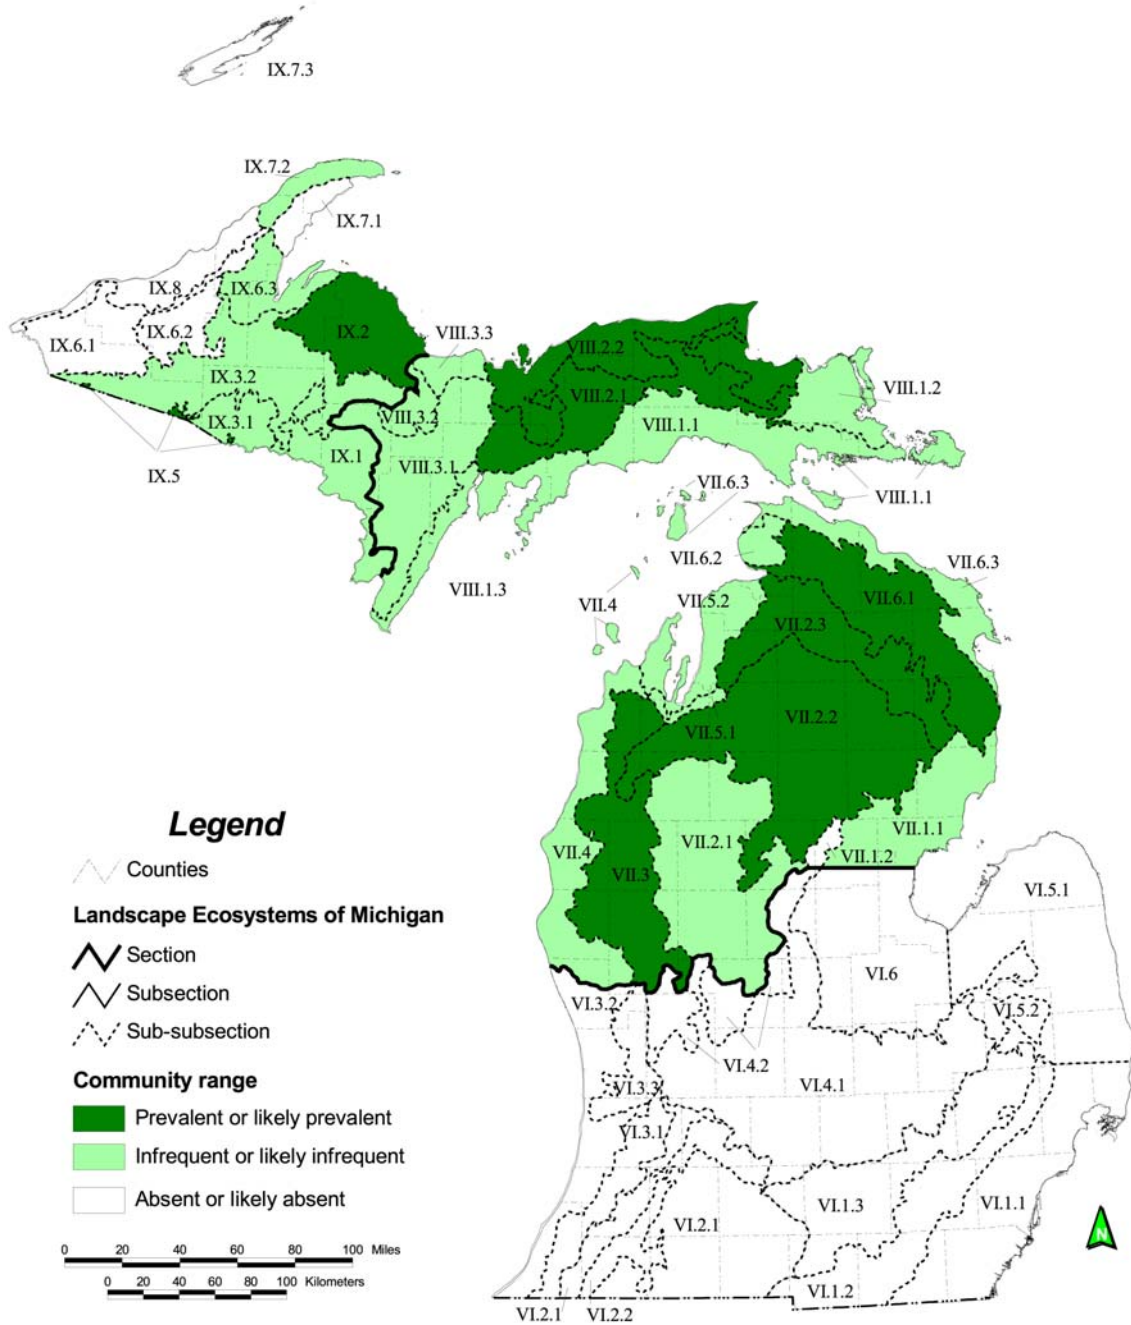 IX.7.3
IX.7.2
IX.7.1
IX.8
IX.6.3
IX.6.2
IX.6.1
IX.2
VIII.3.3
VIII.2.2
VIII.2.1
VIII.1.2
IX.3.2
IX.3.1
VIII.3.2
VIII.1.1
IX.1
VIII.3.1
IX.5
VII.6.3
VIII.1.1
VII.6.2
VII.6.3
VIII.1.3
VII.4
VII.5.2
VII.6.1
VII.2.3
VII.2.2
VII.5.1
VII.1.1
VII.4
VII.2.1
VII.1.2
VII.3
VI.5.1
VI.6
VI.3.2
VI.5.2
VI.4.2
VI.3.3
VI.4.1
VI.3.1
VI.1.3
VI.1.1
VI.2.1
VI.1.2
VI.2.1
VI.2.2
Legend
Counties
Landscape Ecosystems of Michigan
Section
Subsection
Sub-subsection
Community range
Prevalent or likely prevalent
Infrequent or likely infrequent
Absent or likely absent
0 20 40 60 80 100 Miles
0 20 40 60 80 100 Kilometers
N